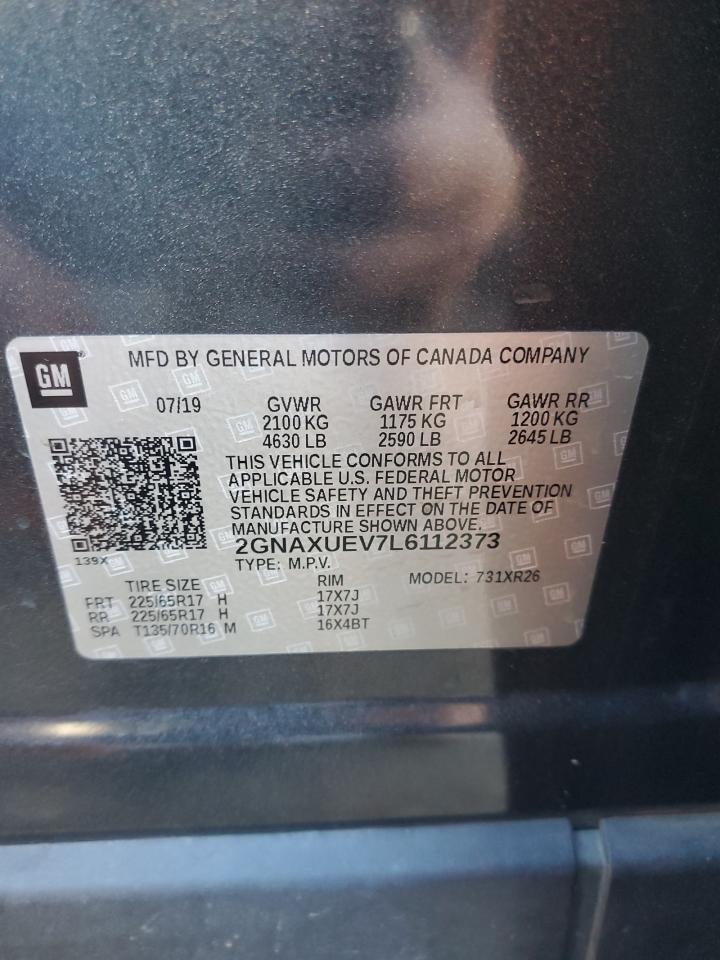 GM
MFD BY GENERAL MOTORS OF CANADA COMPANY
07/19 GVWR GAWR FRT GAWR RR
2100 KG 1175 KG 1200 KG
4630 LB 2590 LB 2645 LB
THIS VEHICLE CONFORMS TO ALL
APPLICABLE U.S. FEDERAL MOTOR
VEHICLE SAFETY AND THEFT PREVENTION
STANDARDS IN EFFECT ON THE DATE OF
MANUFACTURE SHOWN ABOVE.
2GNAXUEV7L6112373
139X
TYPE: M.P.V.
TIRE SIZE RIM MODEL: 731XR26
FRT 225/65R17 H 17X7J
RR 225/65R17 H 17X7J
SPA T135/70R16 M 16X4BT